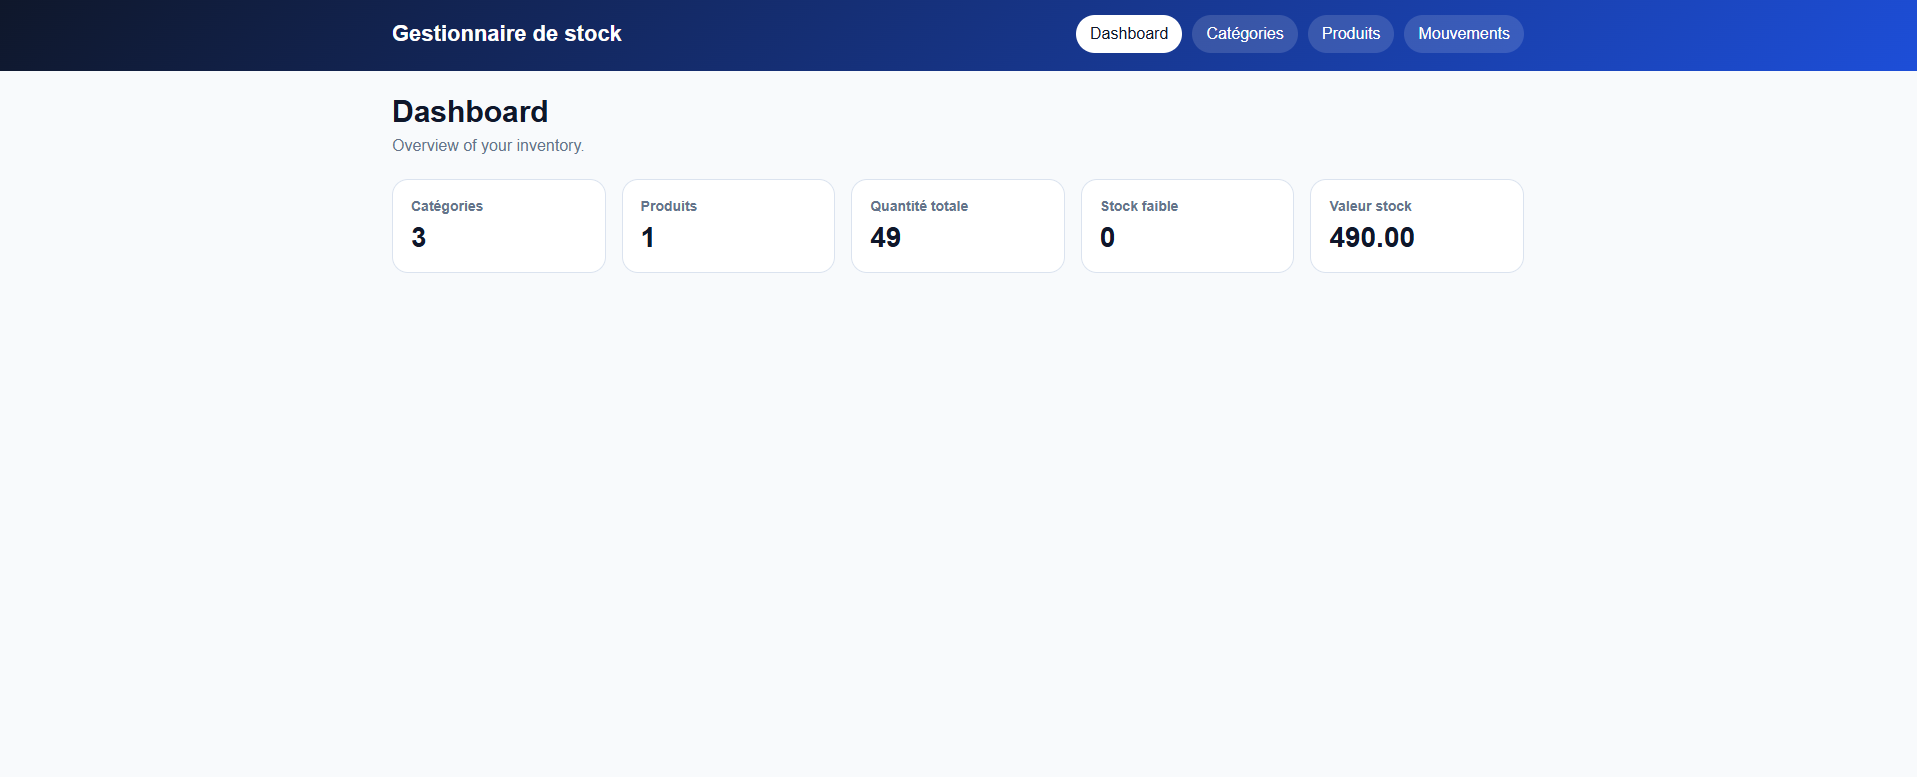 Gestionnaire de stock
Dashboard Catégories Produits Mouvements
Dashboard
Overview of your inventory.
Catégories
3
Produits
1
Quantité totale
49
Stock faible
0
Valeur stock
490.00